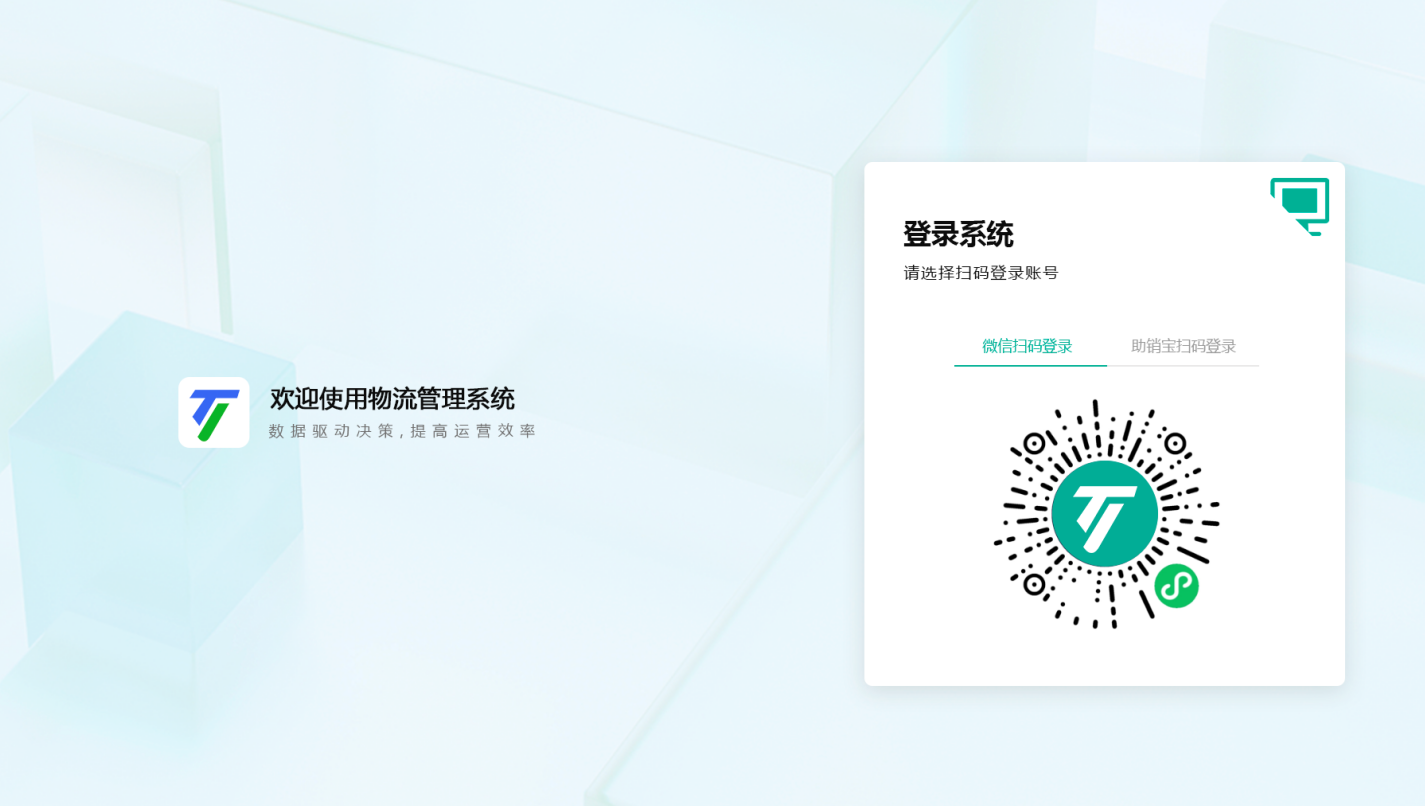 欢迎使用物流管理系统
数据驱动决策,提高运营效率
登录系统
请选择扫码登录账号
微信扫码登录
助销宝扫码登录